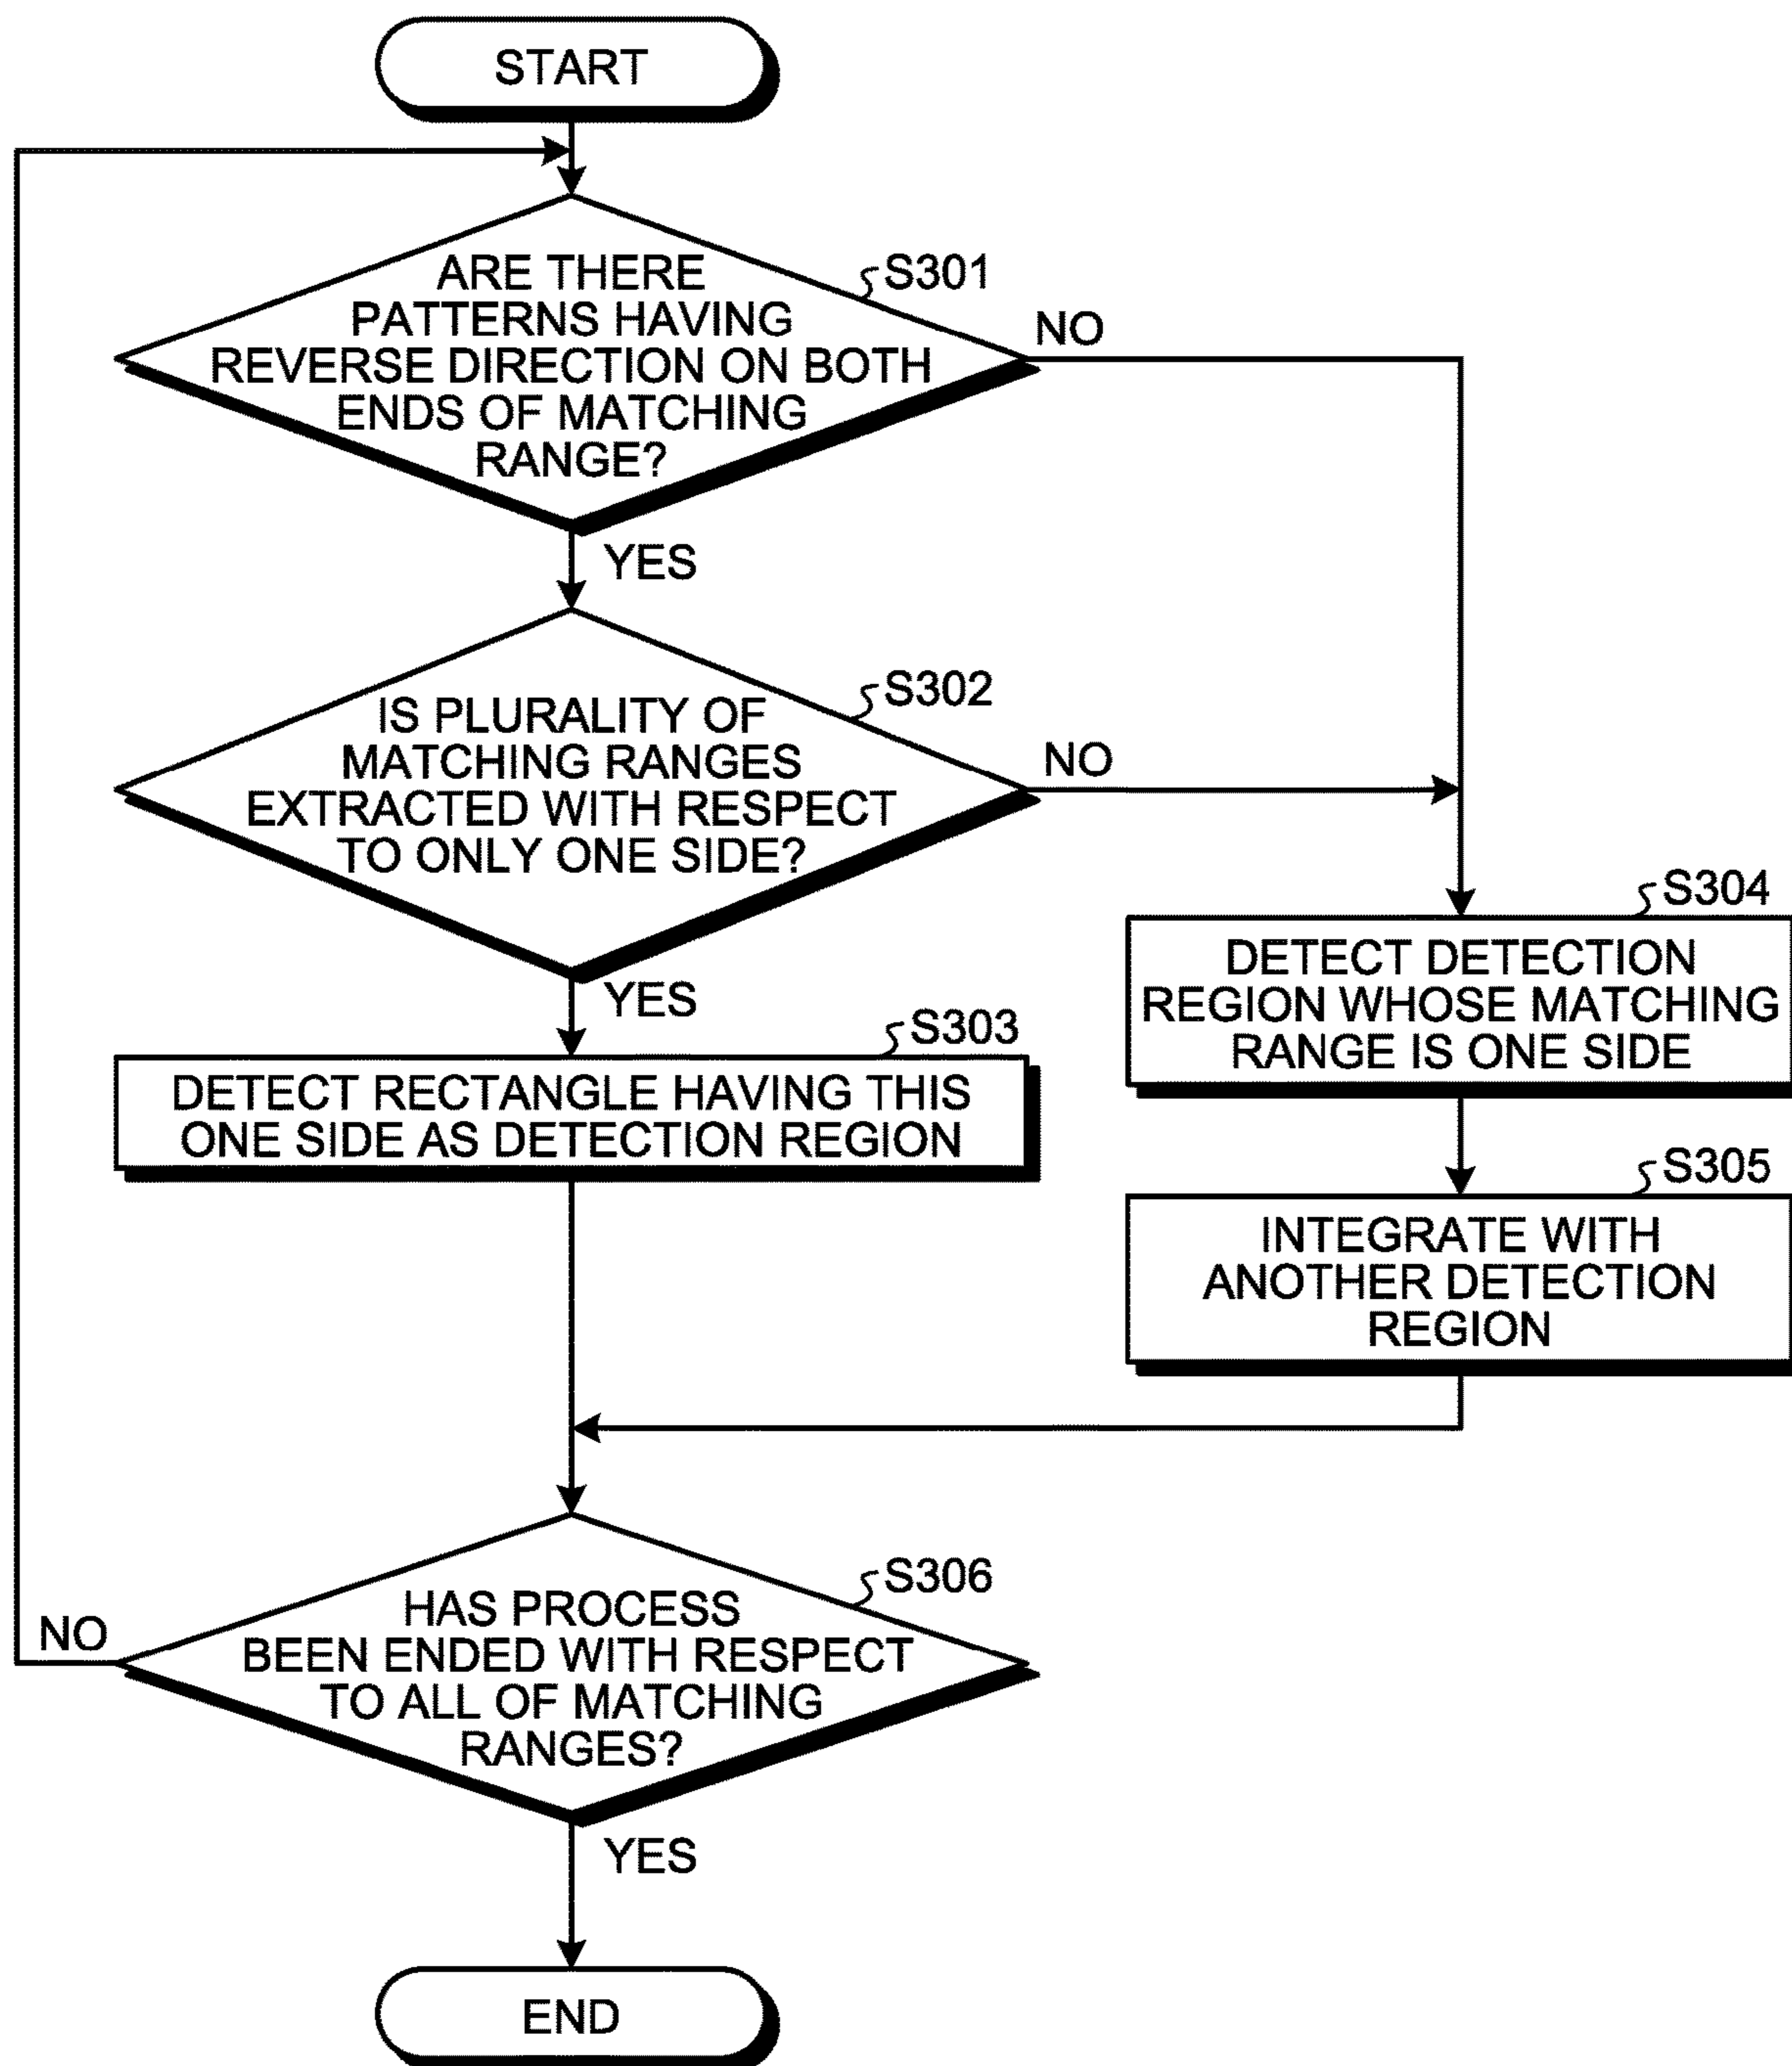 START
ARE THERE
PATTERNS HAVING
REVERSE DIRECTION ON BOTH
ENDS OF MATCHING
RANGE?
S301
NO
YES
IS PLURALITY OF
MATCHING RANGES
EXTRACTED WITH RESPECT
TO ONLY ONE SIDE?
S302
NO
YES
S303
DETECT RECTANGLE HAVING THIS
ONE SIDE AS DETECTION REGION
S304
DETECT DETECTION
REGION WHOSE MATCHING
RANGE IS ONE SIDE
S305
INTEGRATE WITH
ANOTHER DETECTION
REGION
S306
HAS PROCESS
BEEN ENDED WITH RESPECT
TO ALL OF MATCHING
RANGES?
NO
YES
END